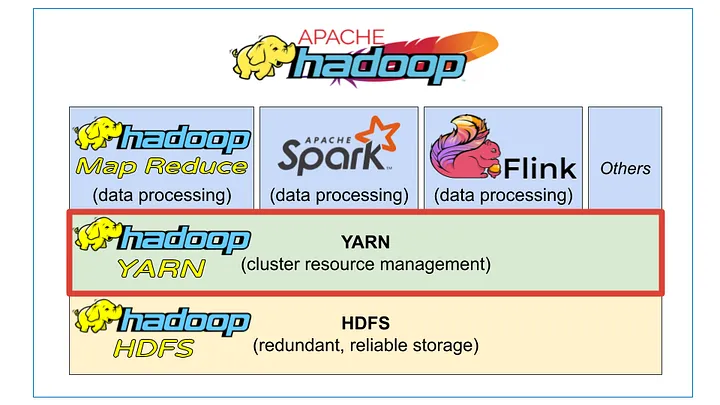 APACHE
hadoop
hadoop
Map Reduce
(data processing)
APACHE
Spark
(data processing)
Flink
(data processing)
Others
hadoop
YARN
YARN
(cluster resource management)
hadoop
HDFS
HDFS
(redundant, reliable storage)